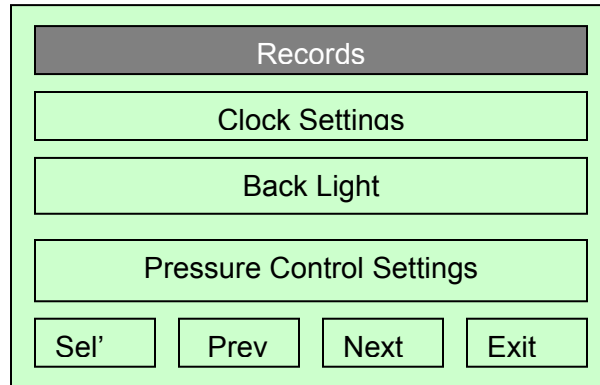 Records
Clock Settings
Back Light
Pressure Control Settings
Sel’ Prev Next Exit